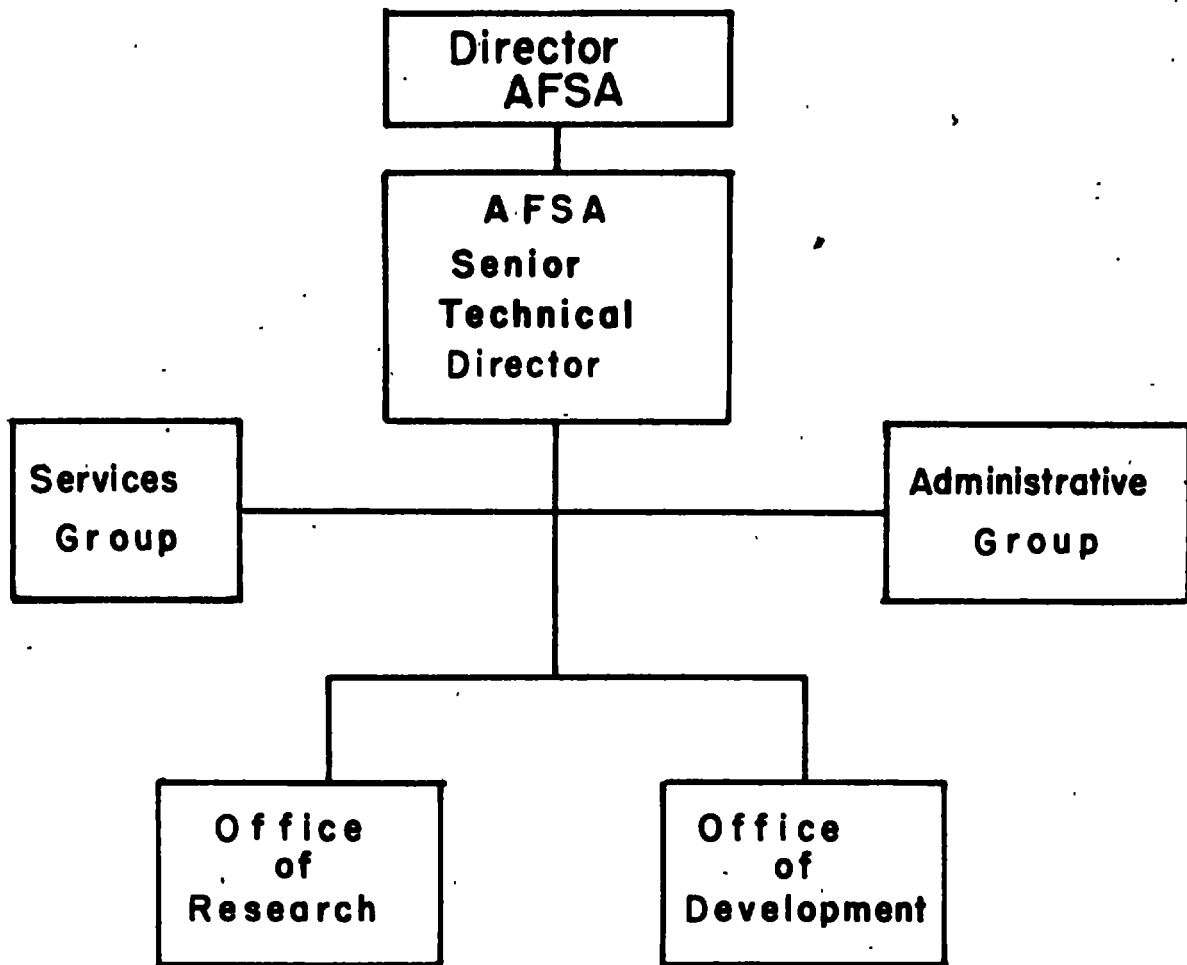 Director
AFSA
AFSA
Senior
Technical
Director
Services
Group
Administrative
Group
Office
of
Research
Office
of
Development